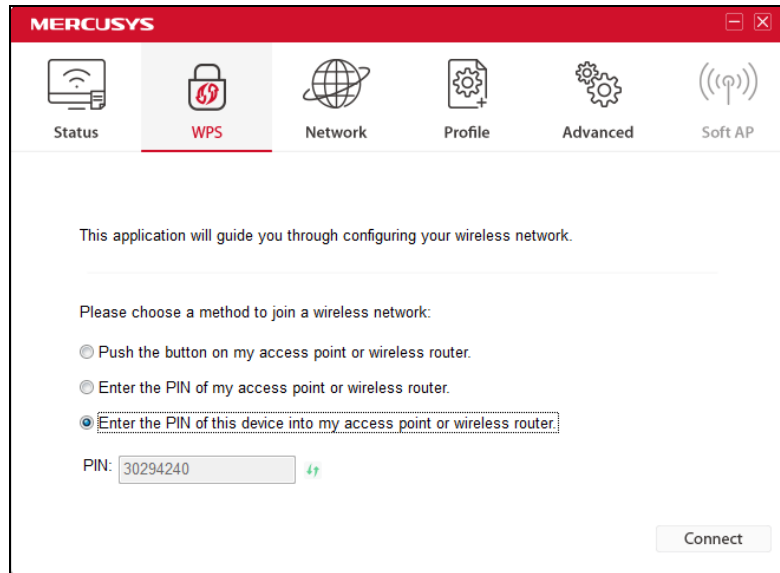 MERCUSYS
Status WPS Network Profile Advanced Soft AP
This application will guide you through configuring your wireless network.
Please choose a method to join a wireless network:
Push the button on my access point or wireless router.
Enter the PIN of my access point or wireless router.
Enter the PIN of this device into my access point or wireless router.
PIN: 30294240
Connect